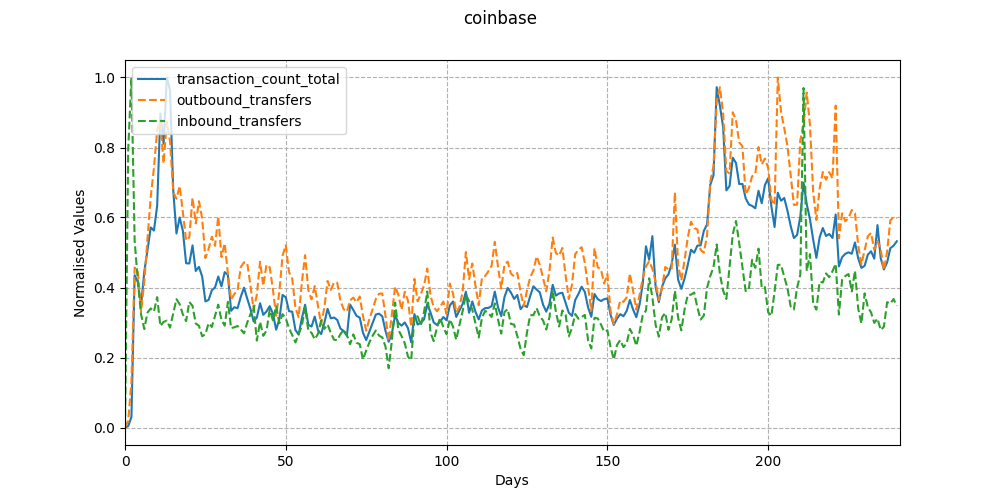 coinbase
transaction_count_total
outbound_transfers
inbound_transfers
Normalised Values
1.0
0.8
0.6
0.4
0.2
0.0
0 50 100 150 200
Days